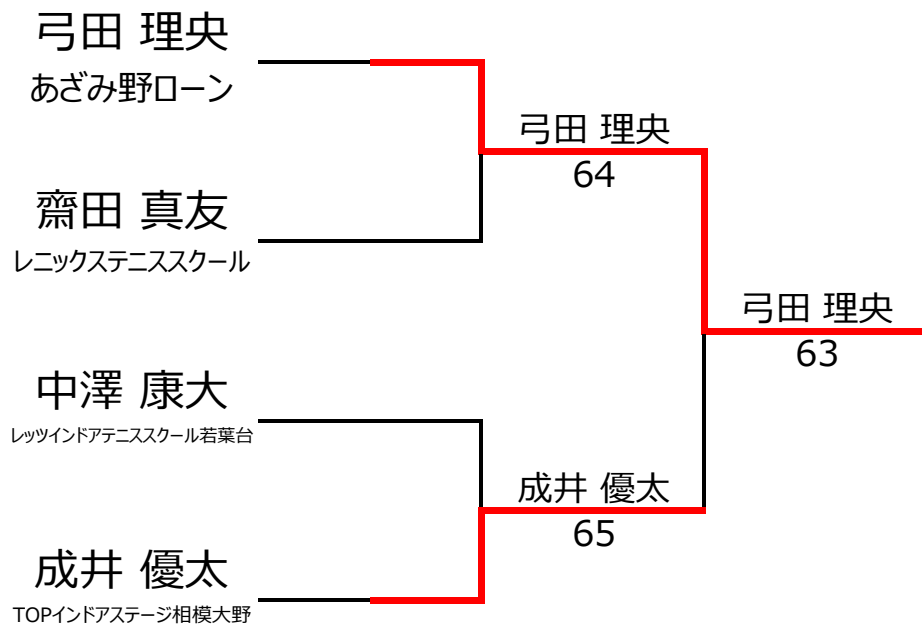 弓田 理央
あざみ野ローン
弓田 理央
64
齋田 真友
レニックステニススクール
弓田 理央
63
中澤 康大
レッツインドアテニススクール若葉台
成井 優太
65
成井 優太
TOPインドアステージ相模大野